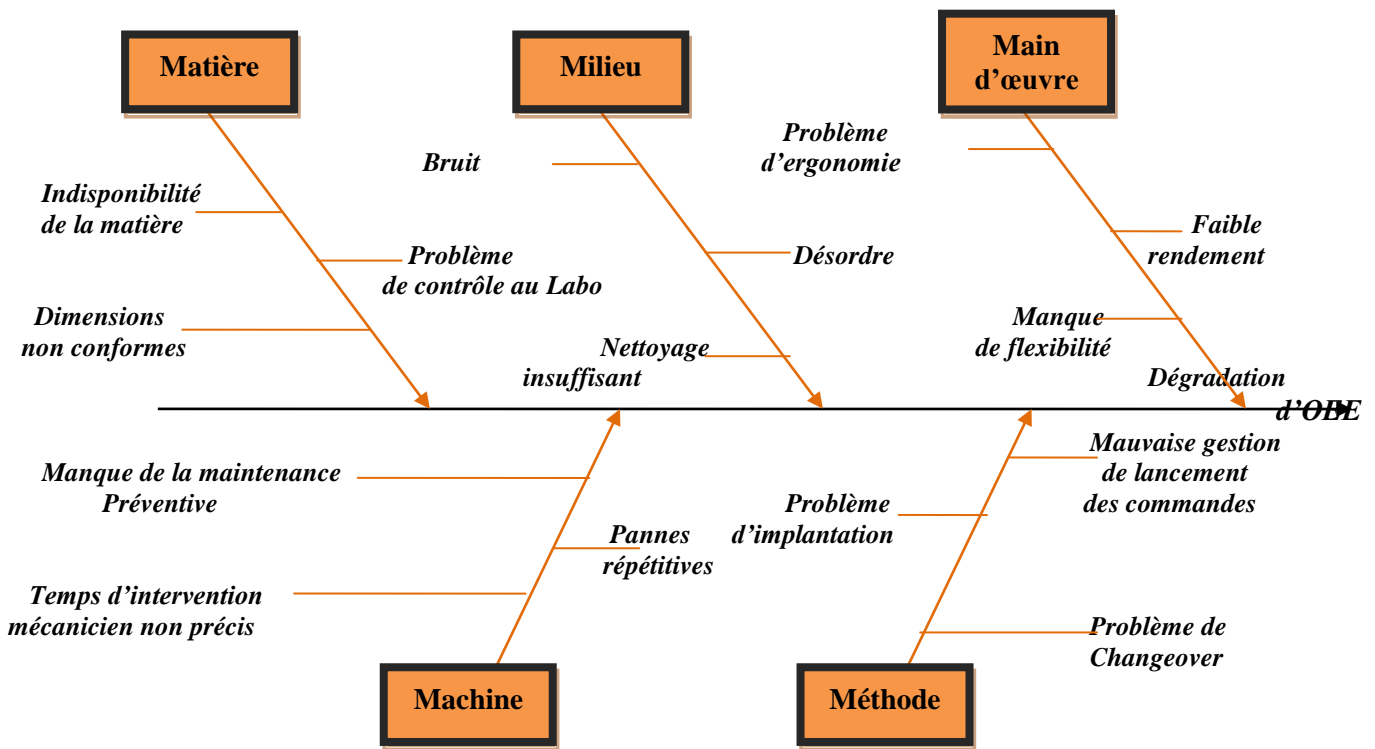 Matière
Milieu
Main
d’œuvre
Problème
d’ergonomie
Bruit
Indisponibilité
de la matière
Faible
rendement
Problème
de contrôle au Labo
Désordre
Dimensions
non conformes
Manque
de flexibilité
Nettoyage
insuffisant
Dégradation
d’OEE
Mauvaise gestion
de lancement
des commandes
Manque de la maintenance
Préventive
Problème
d’implantation
Pannes
répétitives
Temps d’intervention
mécanicien non précis
Problème de
Changeover
Machine
Méthode